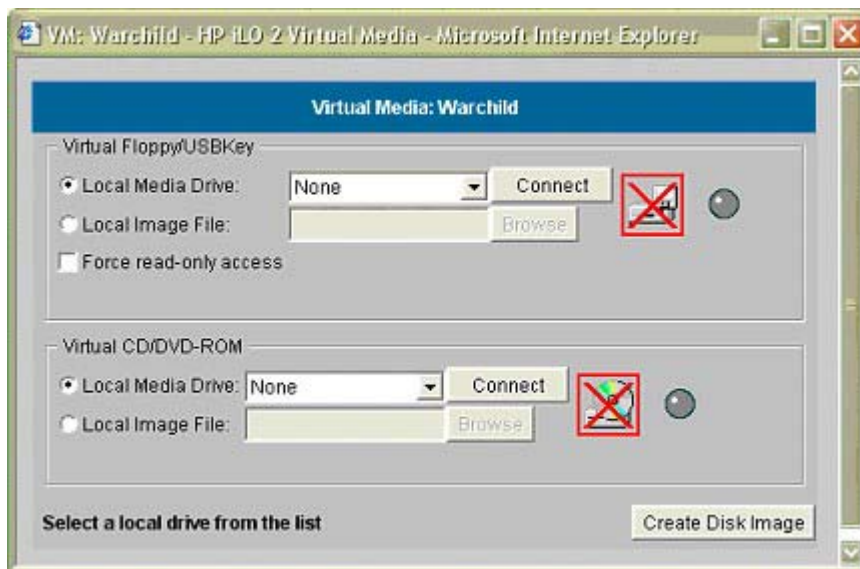 VM: Warchild - HP iLO 2 Virtual Media - Microsoft Internet Explorer
Virtual Media: Warchild
Virtual Floppy/USBKey
Local Media Drive: None Connect
Local Image File: Browse
Force read-only access
Virtual CD/DVD-ROM
Local Media Drive: None Connect
Local Image File: Browse
Select a local drive from the list Create Disk Image